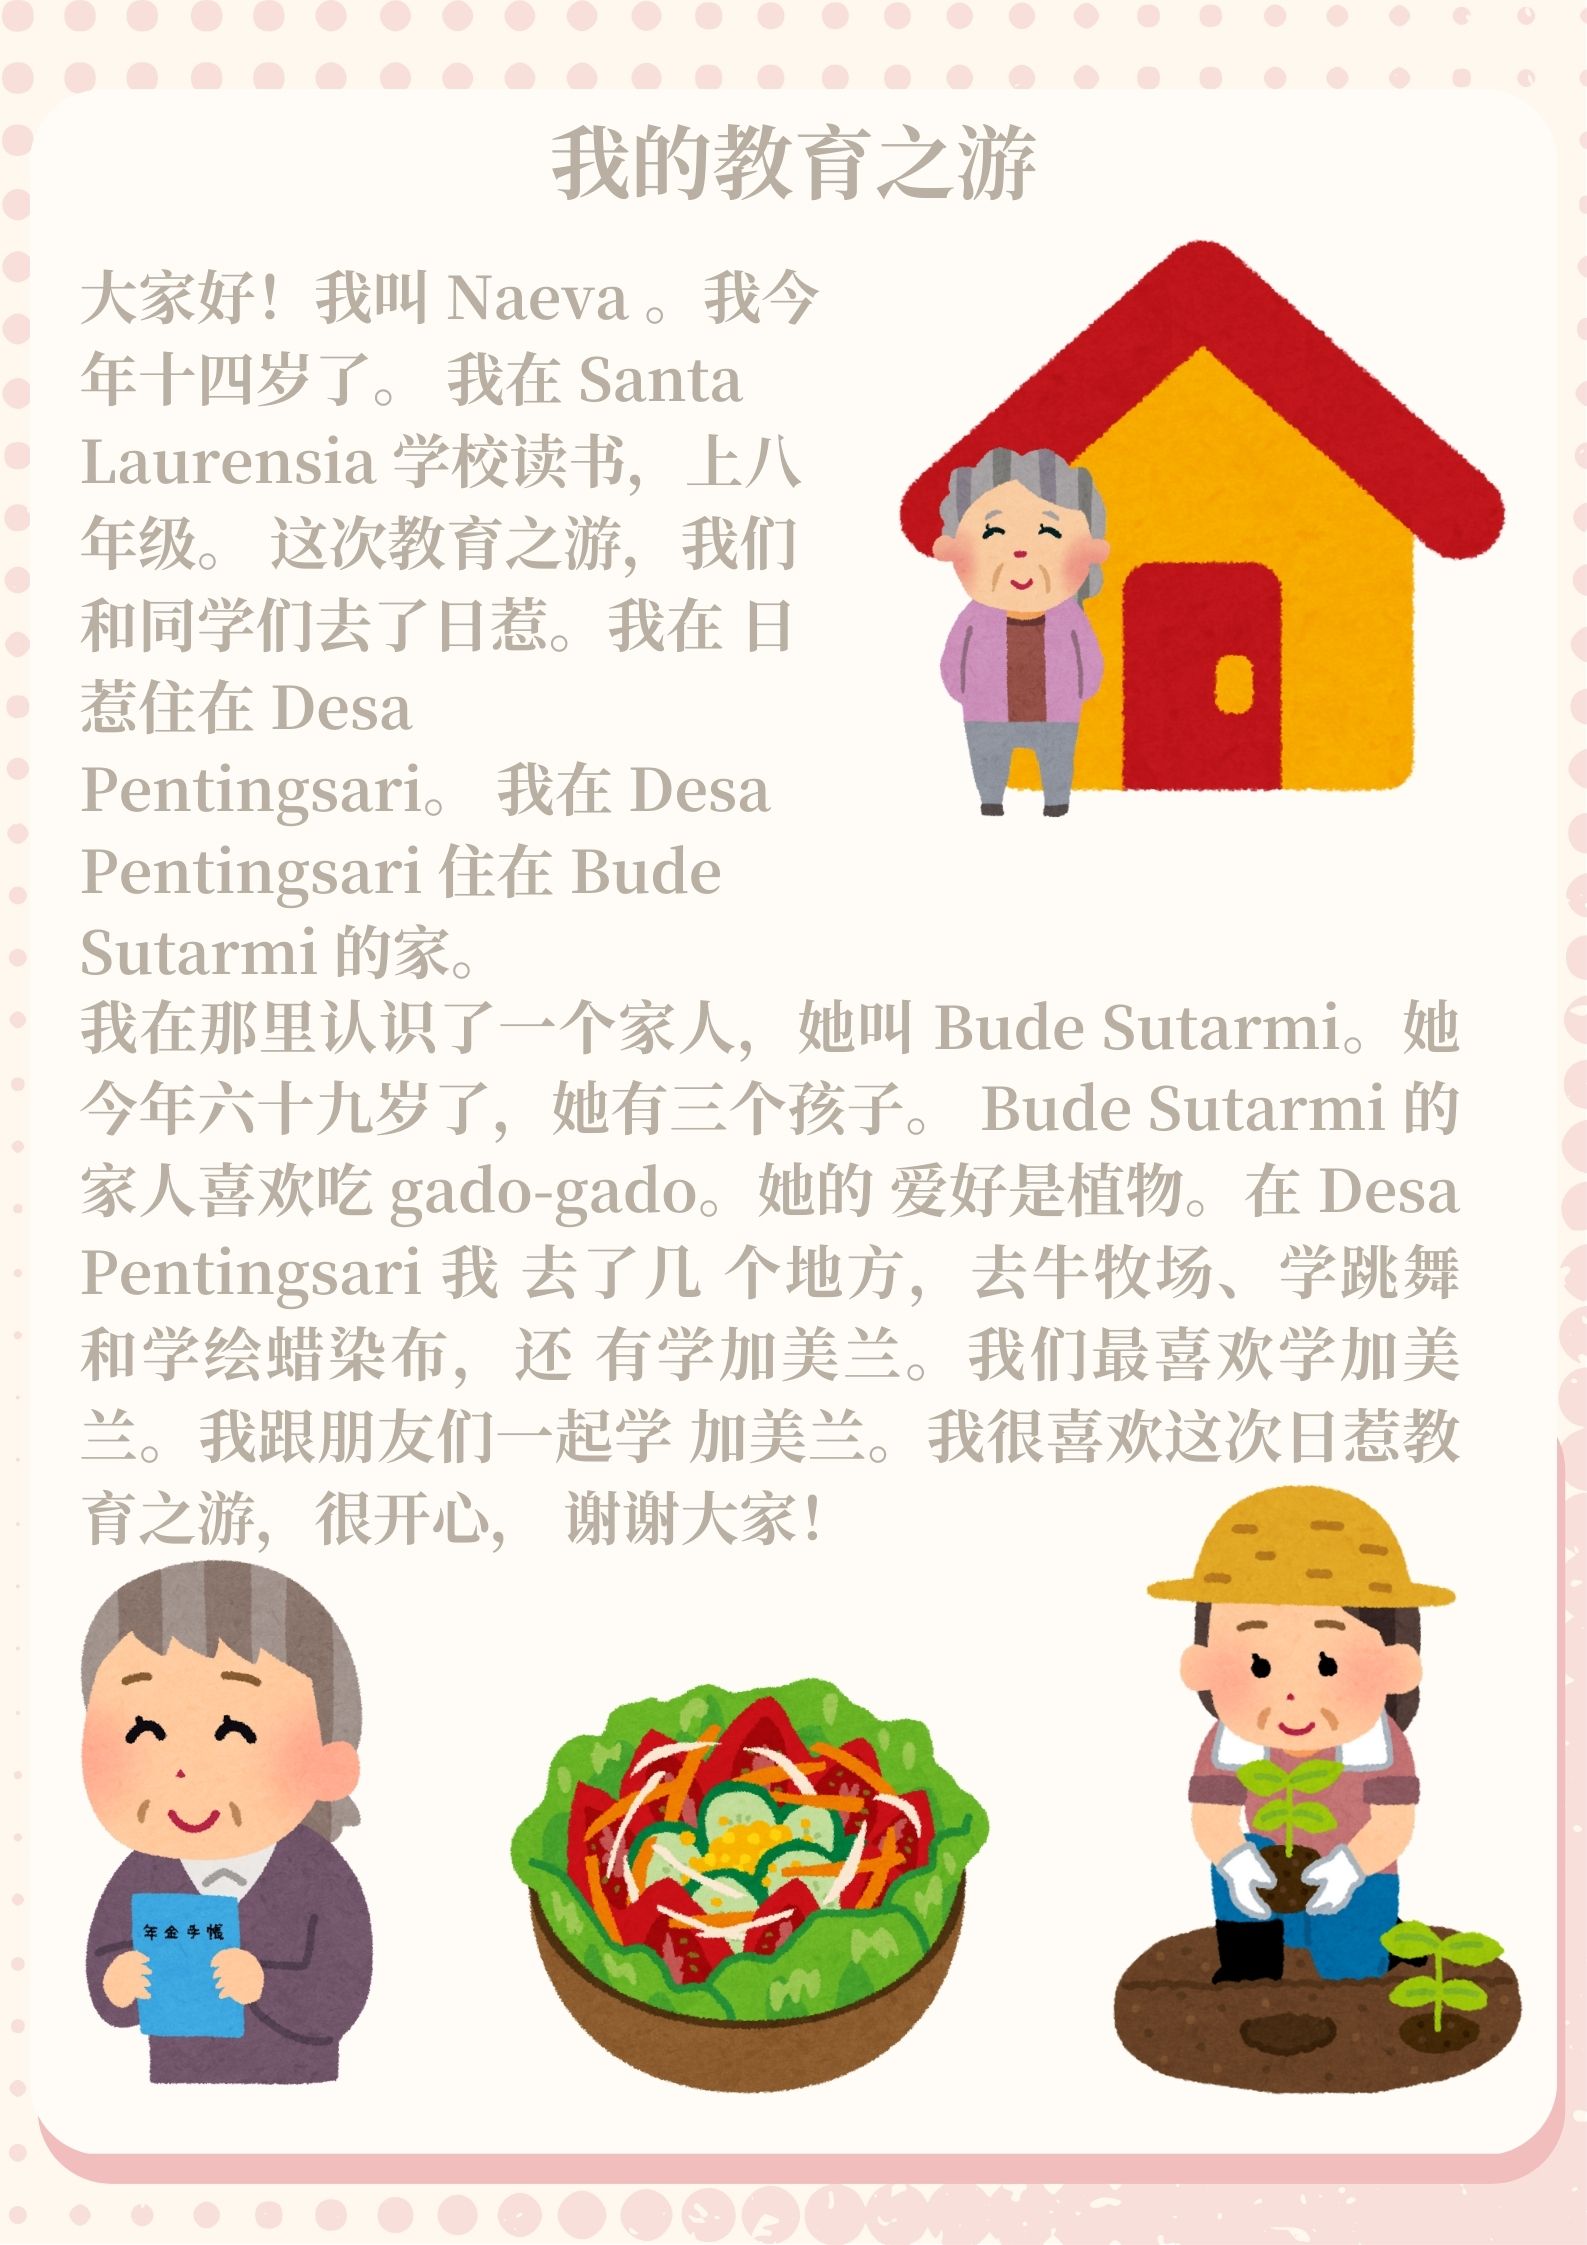 我的教育之游
大家好！我叫 Naeva 。我今
年十四岁了。 我在 Santa
Laurensia 学校读书，上八
年级。 这次教育之游，我们
和同学们去了日惹。我在 日
惹住在 Desa
Pentingsari。 我在 Desa
Pentingsari 住在 Bude
Sutarmi 的家。
我在那里认识了一个家人，她叫 Bude Sutarmi。她
今年六十九岁了，她有三个孩子。 Bude Sutarmi 的
家人喜欢吃 gado-gado。她的 爱好是植物。在 Desa
Pentingsari 我 去了几 个地方，去牛牧场、学跳舞
和学绘蜡染布，还 有学加美兰。我们最喜欢学加美
兰。我跟朋友们一起学 加美兰。我很喜欢这次日惹教
育之游，很开心， 谢谢大家！
年金手帳